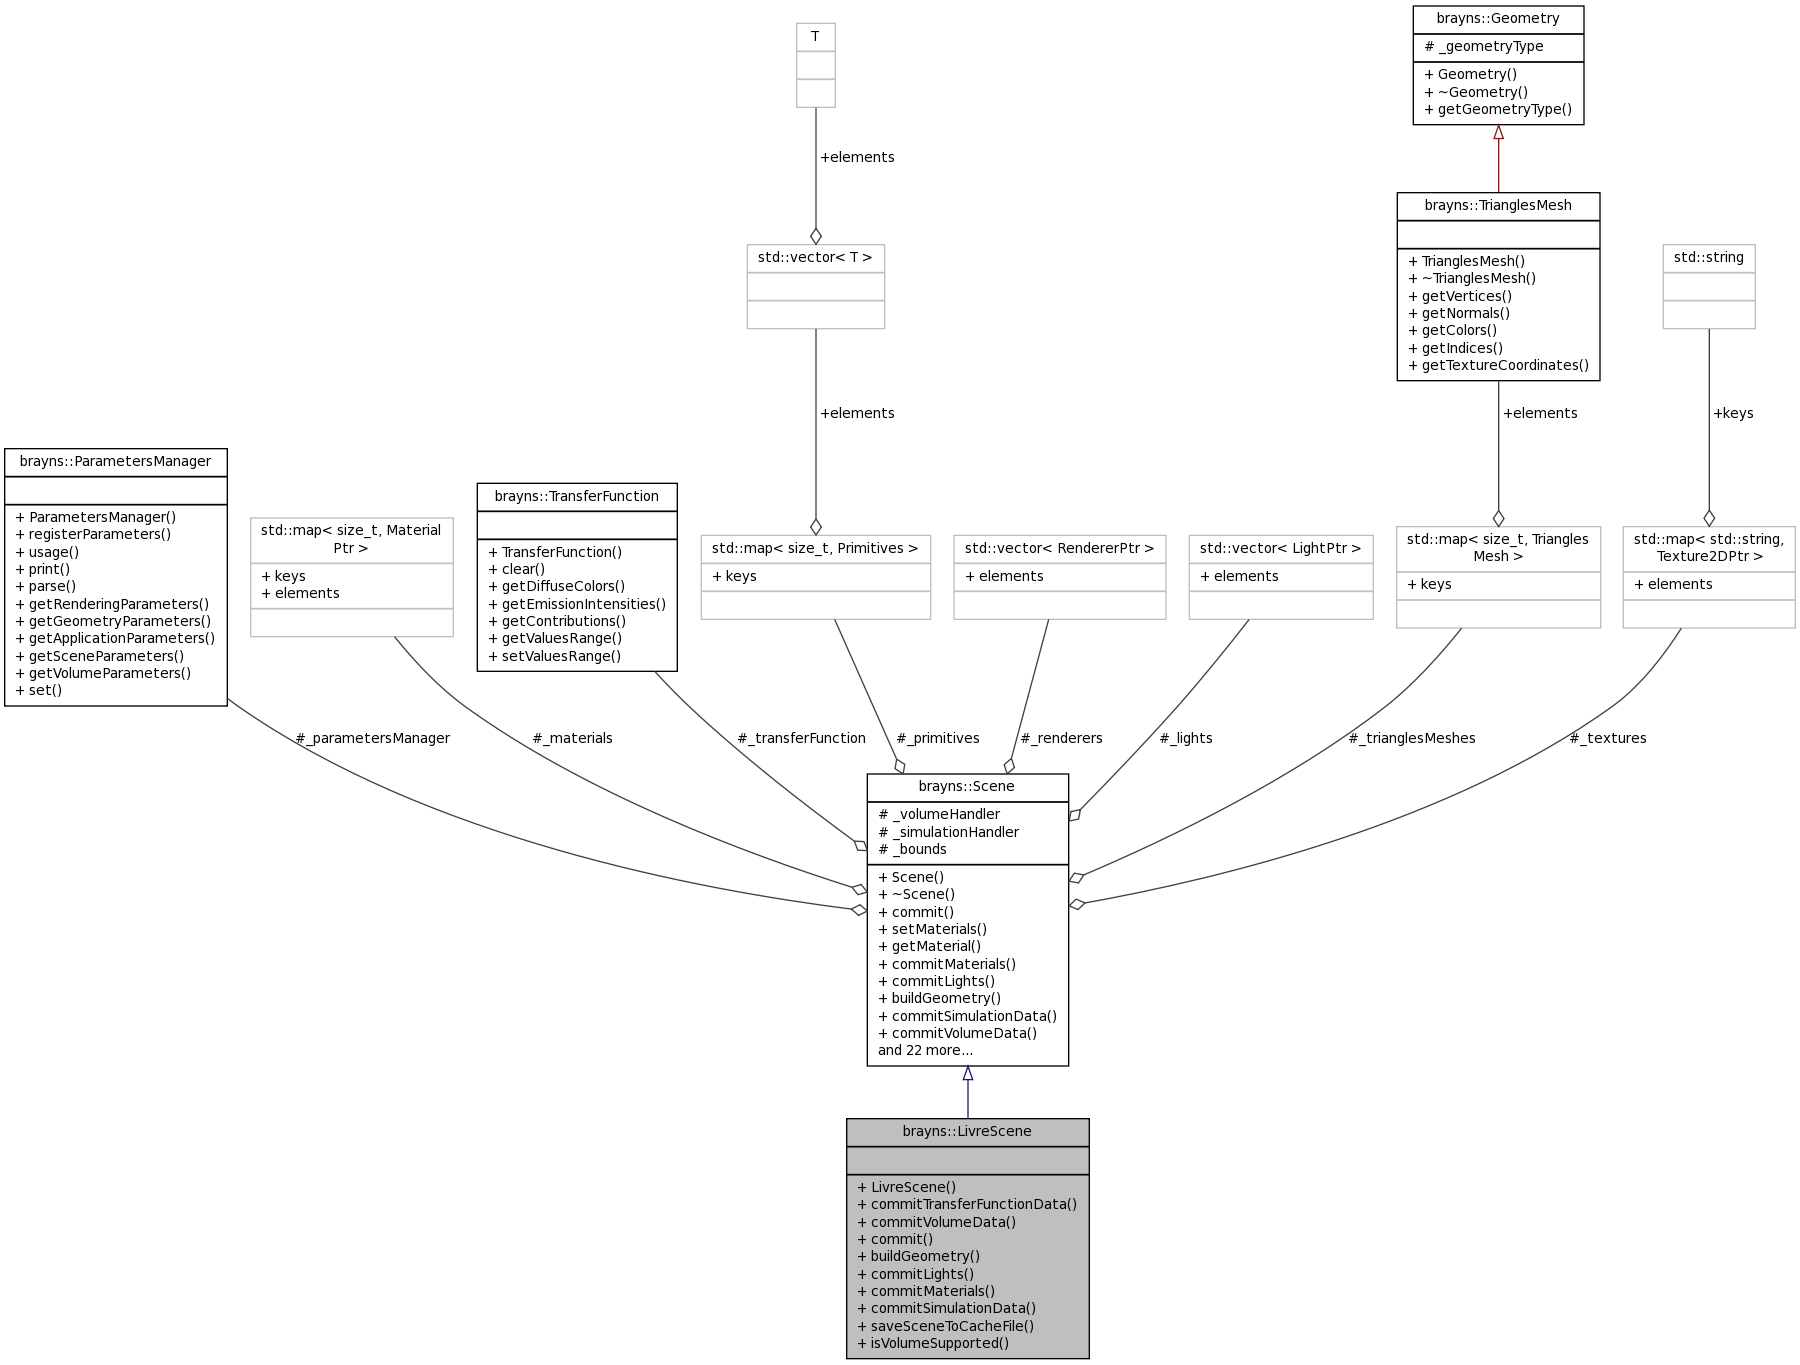 brayns::Geometry
# _geometryType
+ Geometry()
+ ~Geometry()
+ getGeometryType()
T
+elements
brayns::TrianglesMesh
+ TrianglesMesh()
+ ~TrianglesMesh()
+ getVertices()
+ getNormals()
+ getColors()
+ getIndices()
+ getTextureCoordinates()
std::vector< T >
std::string
+elements
+elements
+keys
brayns::ParametersManager
+ ParametersManager()
+ registerParameters()
+ usage()
+ print()
+ parse()
+ getRenderingParameters()
+ getGeometryParameters()
+ getApplicationParameters()
+ getSceneParameters()
+ getVolumeParameters()
+ set()
std::map< size_t, Material
Ptr >
+ keys
+ elements
brayns::TransferFunction
+ TransferFunction()
+ clear()
+ getDiffuseColors()
+ getEmissionIntensities()
+ getContributions()
+ getValuesRange()
+ setValuesRange()
std::map< size_t, Primitives >
+ keys
std::vector< RendererPtr >
+ elements
std::vector< LightPtr >
+ elements
std::map< size_t, Triangles
Mesh >
+ keys
std::map< std::string,
Texture2DPtr >
+ elements
#_parametersManager
#_materials
#_transferFunction
#_primitives
#_renderers
#_lights
#_trianglesMeshes
#_textures
brayns::Scene
# _volumeHandler
# _simulationHandler
# _bounds
+ Scene()
+ ~Scene()
+ commit()
+ setMaterials()
+ getMaterial()
+ commitMaterials()
+ commitLights()
+ buildGeometry()
+ commitSimulationData()
+ commitVolumeData()
and 22 more...
brayns::LivreScene
+ LivreScene()
+ commitTransferFunctionData()
+ commitVolumeData()
+ commit()
+ buildGeometry()
+ commitLights()
+ commitMaterials()
+ commitSimulationData()
+ saveSceneToCacheFile()
+ isVolumeSupported()